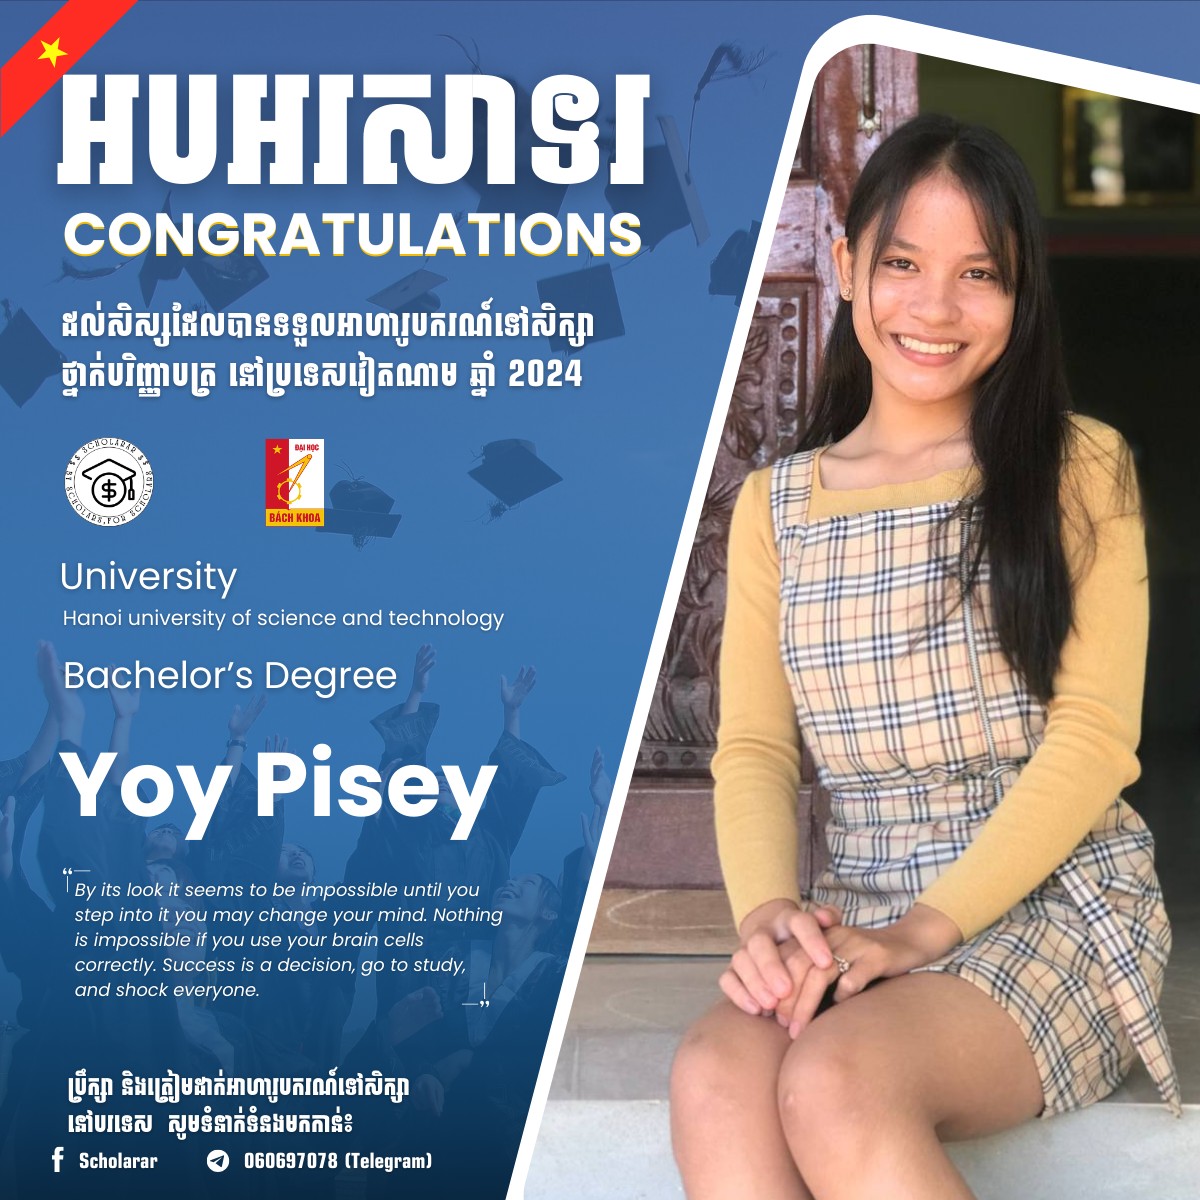 អបអរសាទរ
CONGRATULATIONS
ដល់សិស្សដែលបានទទួលអាហារូបករណ៍ទៅសិក្សា
ថ្នាក់បរិញ្ញាបត្រ នៅប្រទេសវៀតណាម ឆ្នាំ 2024
$$ SCHOLARAR $$
BY SCHOLARS, FOR SCHOLARS
ĐẠI HỌC
BÁCH KHOA
University
Hanoi university of science and technology
Bachelor’s Degree
Yoy Pisey
“By its look it seems to be impossible until you
step into it you may change your mind. Nothing
is impossible if you use your brain cells
correctly. Success is a decision, go to study,
and shock everyone.”
ប្រឹក្សា និងត្រៀមដាក់អាហារូបករណ៍ទៅសិក្សា
នៅបរទេស សូមទំនាក់ទំនងមកកាន់៖
Scholarar
060697078 (Telegram)